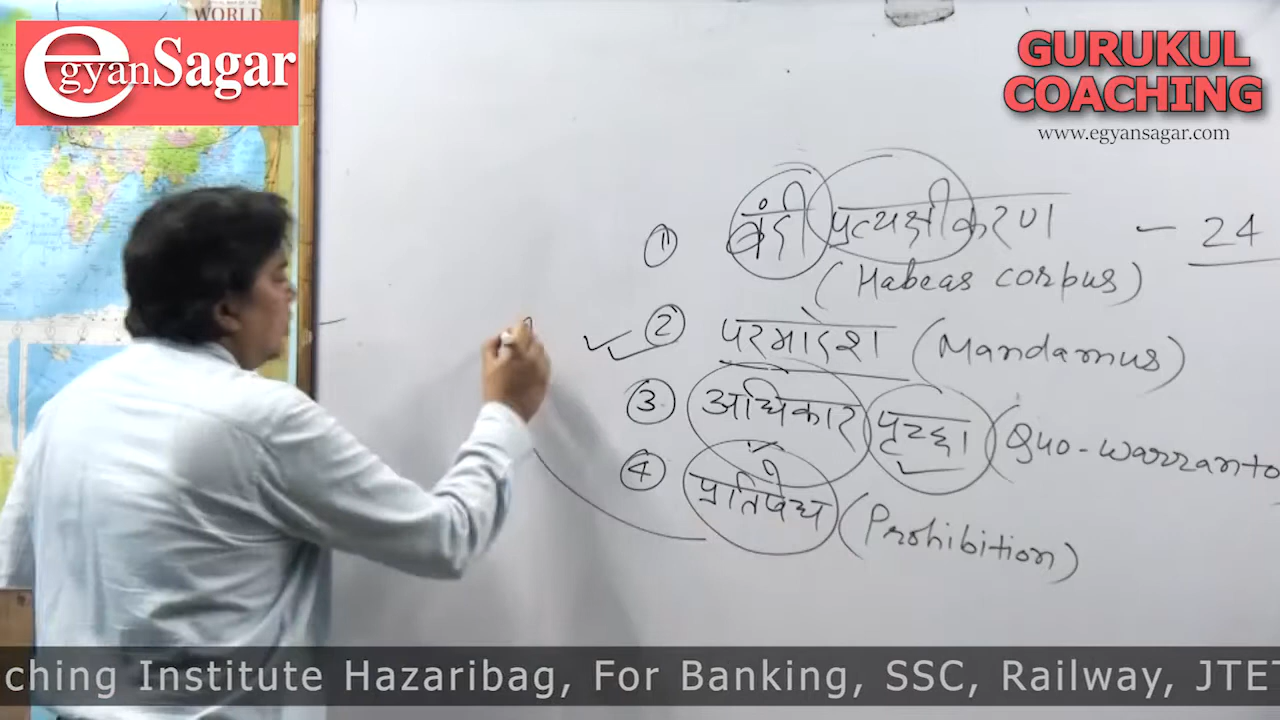 WORLD
egyanSagar
GURUKUL
COACHING
www.egyansagar.com
① बंदी प्रत्यक्षीकरण - 24
(Habeas corpus)
② परमादेश (Mandamus)
③ अधिकार पृच्छा (Quo-warranto
④ प्रतिषेध (Prohibition)
ching Institute Hazaribag, For Banking, SSC, Railway, JTET